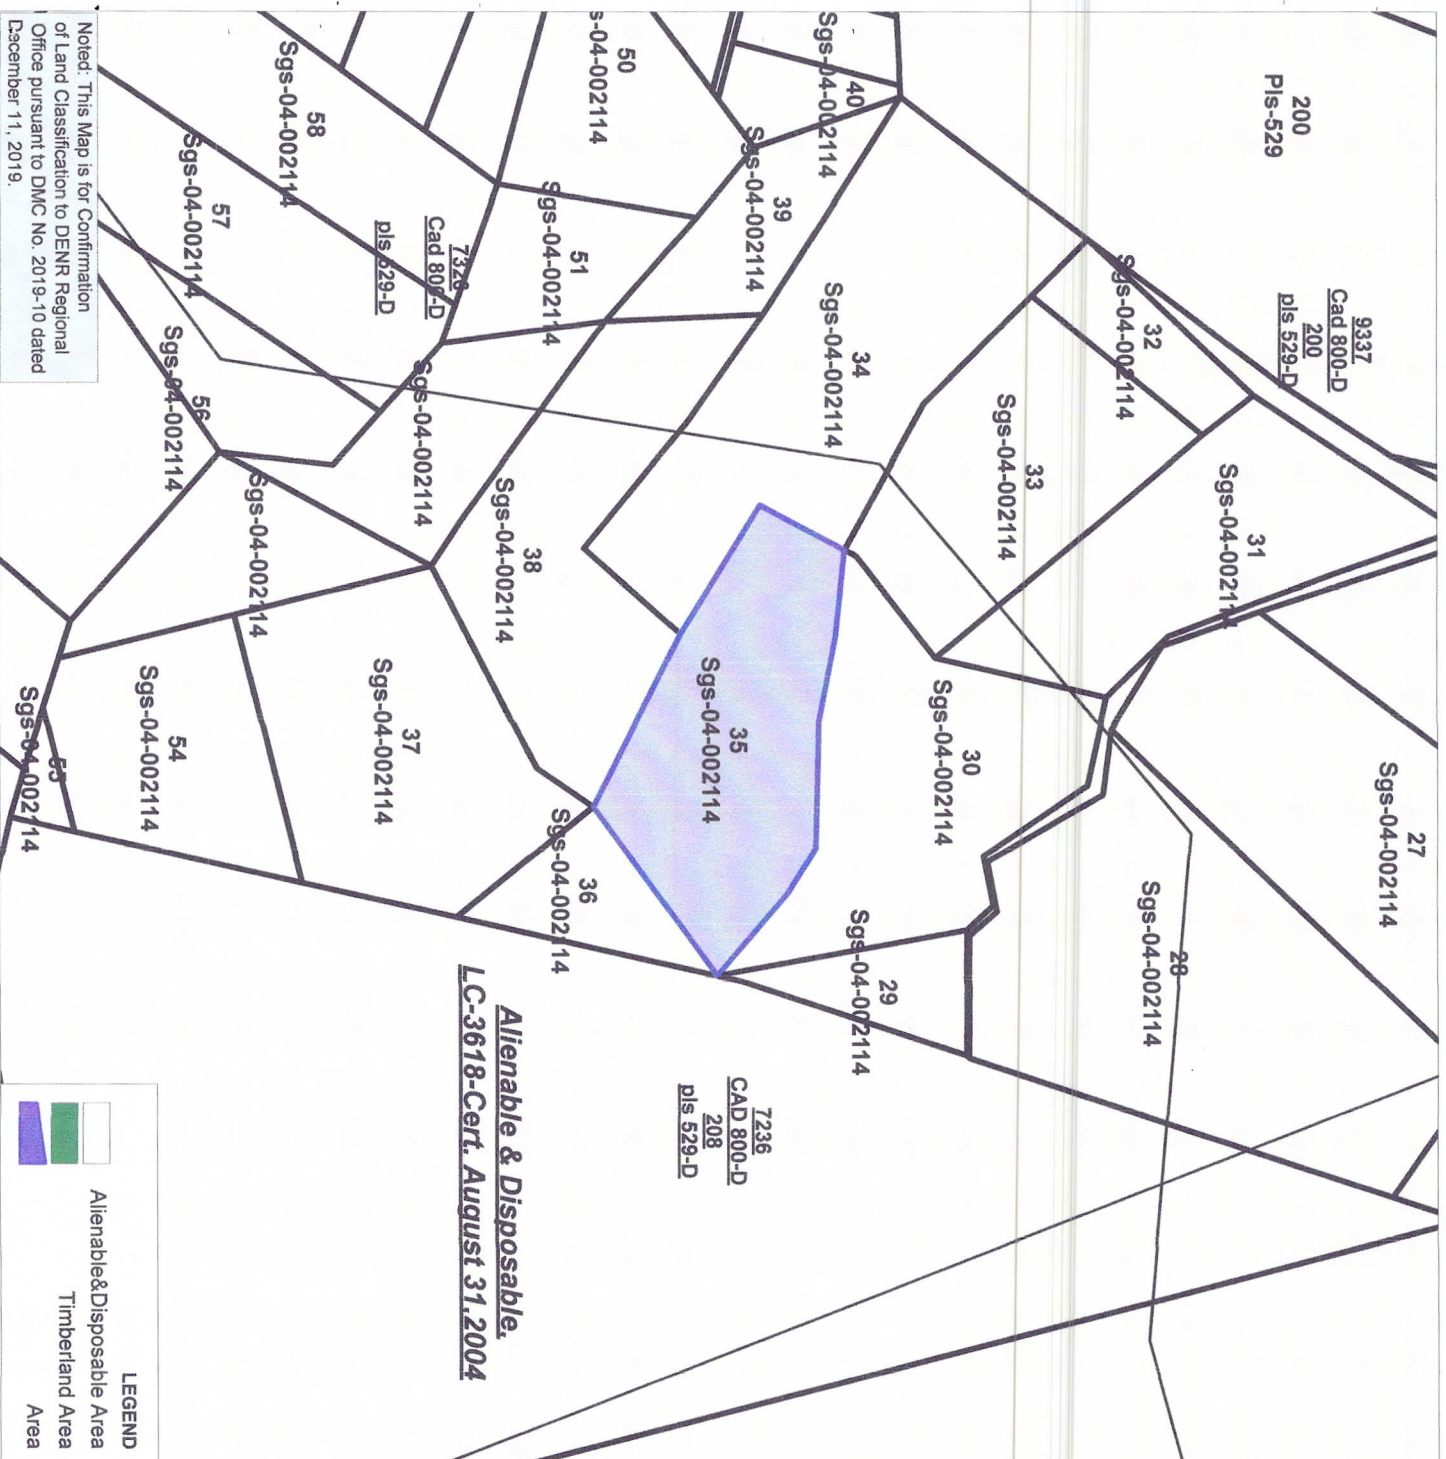 200
Pls-529
9337
Cad 800-D
200
pls 529-D
27
Sgs-04-002114
31
Sgs-04-002114
28
Sgs-04-002114
32
Sgs-04-002114
33
Sgs-04-002114
30
Sgs-04-002114
29
Sgs-04-002114
40
Sgs-04-002114
34
Sgs-04-002114
39
Sgs-04-002114
35
Sgs-04-002114
7236
CAD 800-D
208
pls 529-D
50
s-04-002114
51
Sgs-04-002114
38
Sgs-04-002114
36
Sgs-04-002114
Alienable & Disposable,
LC-3618-Cert. August 31,2004
Cad 800-D
pls 529-D
Sgs-04-002114
37
Sgs-04-002114
58
Sgs-04-002114
57
Sgs-04-002114
Sgs-04-002114
56
Sgs-04-002114
54
Sgs-04-002114
55
Sgs-04-002114
Noted: This Map is for Confirmation
of Land Classification to DENR Regional
Office pursuant to DMC No. 2019-10 dated
December 11, 2019.
LEGEND
Alienable&Disposable Area
Timberland Area
Area